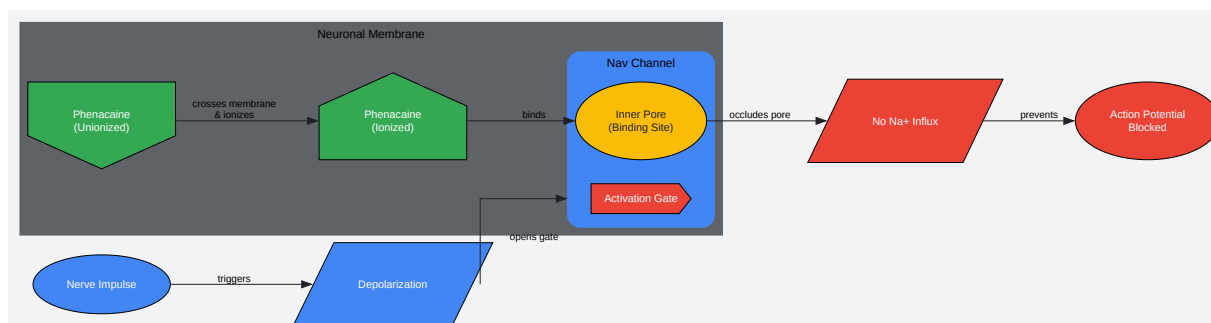 Neuronal Membrane
Nav Channel
Phenacaine
(Unionized)
crosses membrane
& ionizes
Phenacaine
(Ionized)
binds
Inner Pore
(Binding Site)
occludes pore
No Na+ Influx
prevents
Action Potential
Blocked
Activation Gate
opens gate
Nerve Impulse
triggers
Depolarization